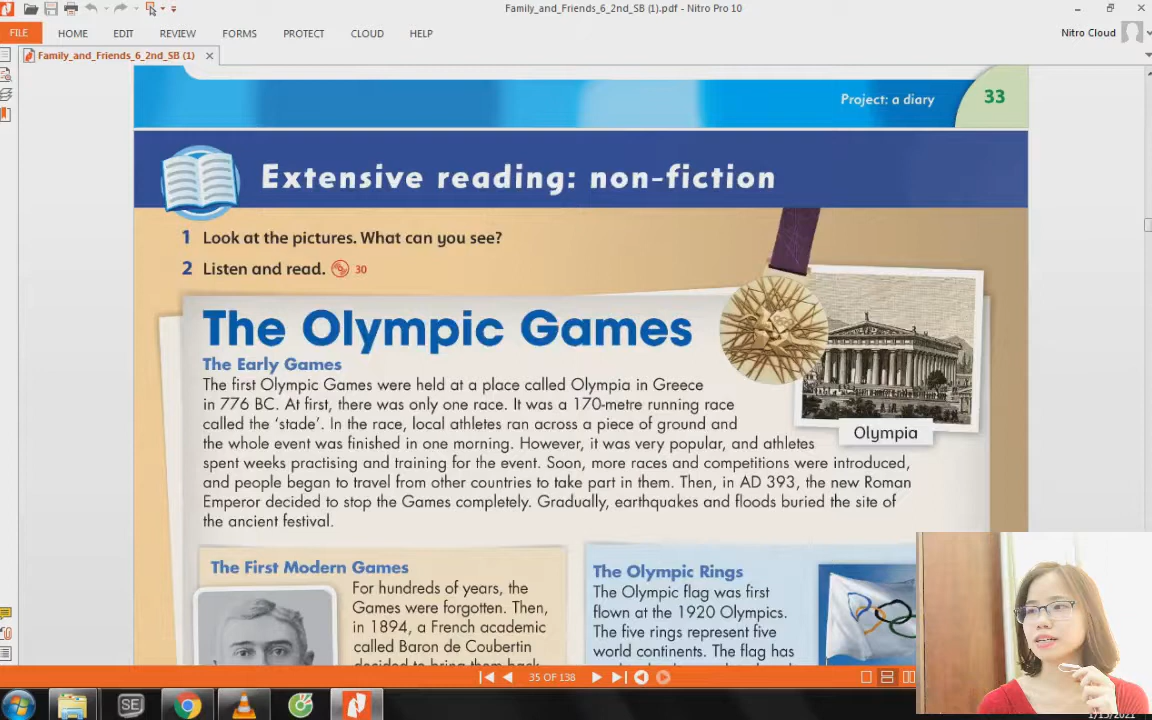 Family_and_Friends_6_2nd_SB (1).pdf - Nitro Pro 10
FILE HOME EDIT REVIEW FORMS PROTECT CLOUD HELP
Nitro Cloud
Family_and_Friends_6_2nd_SB (1)
Project: a diary 33
Extensive reading: non-fiction
1 Look at the pictures. What can you see?
2 Listen and read. 30
The Olympic Games
The Early Games
The first Olympic Games were held at a place called Olympia in Greece
in 776 BC. At first, there was only one race. It was a 170-metre running race
called the ‘stade’. In the race, local athletes ran across a piece of ground and
the whole event was finished in one morning. However, it was very popular, and athletes
spent weeks practising and training for the event. Soon, more races and competitions were introduced,
and people began to travel from other countries to take part in them. Then, in AD 393, the new Roman
Emperor decided to stop the Games completely. Gradually, earthquakes and floods buried the site of
the ancient festival.
Olympia
The First Modern Games
For hundreds of years, the
Games were forgotten. Then,
in 1894, a French academic
called Baron de Coubertin
decided to bring them back
The Olympic Rings
The Olympic flag was first
flown at the 1920 Olympics.
The five rings represent five
world continents. The flag has
35 OF 138
SE